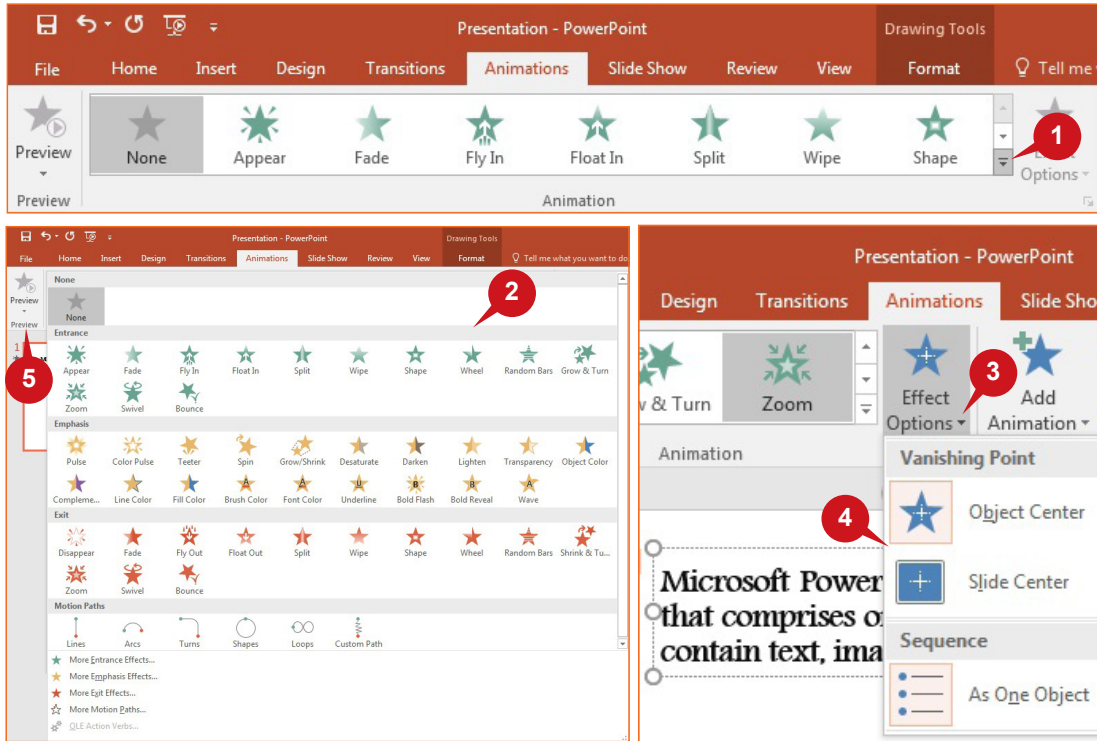 Presentation - PowerPoint Drawing Tools
File Home Insert Design Transitions Animations Slide Show Review View Format Tell me
Preview None Appear Fade Fly In Float In Split Wipe Shape 1
Options
Preview Animation
Presentation - PowerPoint Drawing Tools
File Home Insert Design Transitions Animations Slide Show Review View Format Tell me what you want to do
Preview
Preview
None
None
2
Entrance
1
5
Appear Fade Fly In Float In Split Wipe Shape Wheel Random Bars Grow & Turn
Zoom Swivel Bounce
Emphasis
Pulse Color Pulse Teeter Spin Grow/Shrink Desaturate Darken Lighten Transparency Object Color
Compleme... Line Color Fill Color Brush Color Font Color Underline Bold Flash Bold Reveal Wave
Exit
Disappear Fade Fly Out Float Out Split Wipe Shape Wheel Random Bars Shrink & Tu...
Zoom Swivel Bounce
Motion Paths
Lines Arcs Turns Shapes Loops Custom Path
More Entrance Effects...
More Emphasis Effects...
More Exit Effects...
More Motion Paths...
OLE Action Verbs...
Presentation - PowerPoint
Design Transitions Animations Slide Sho
& Turn Zoom Effect Options 3 Add Animation
Animation
Vanishing Point
4
Object Center
Slide Center
Sequence
As One Object
Microsoft Power
that comprises o
contain text, ima